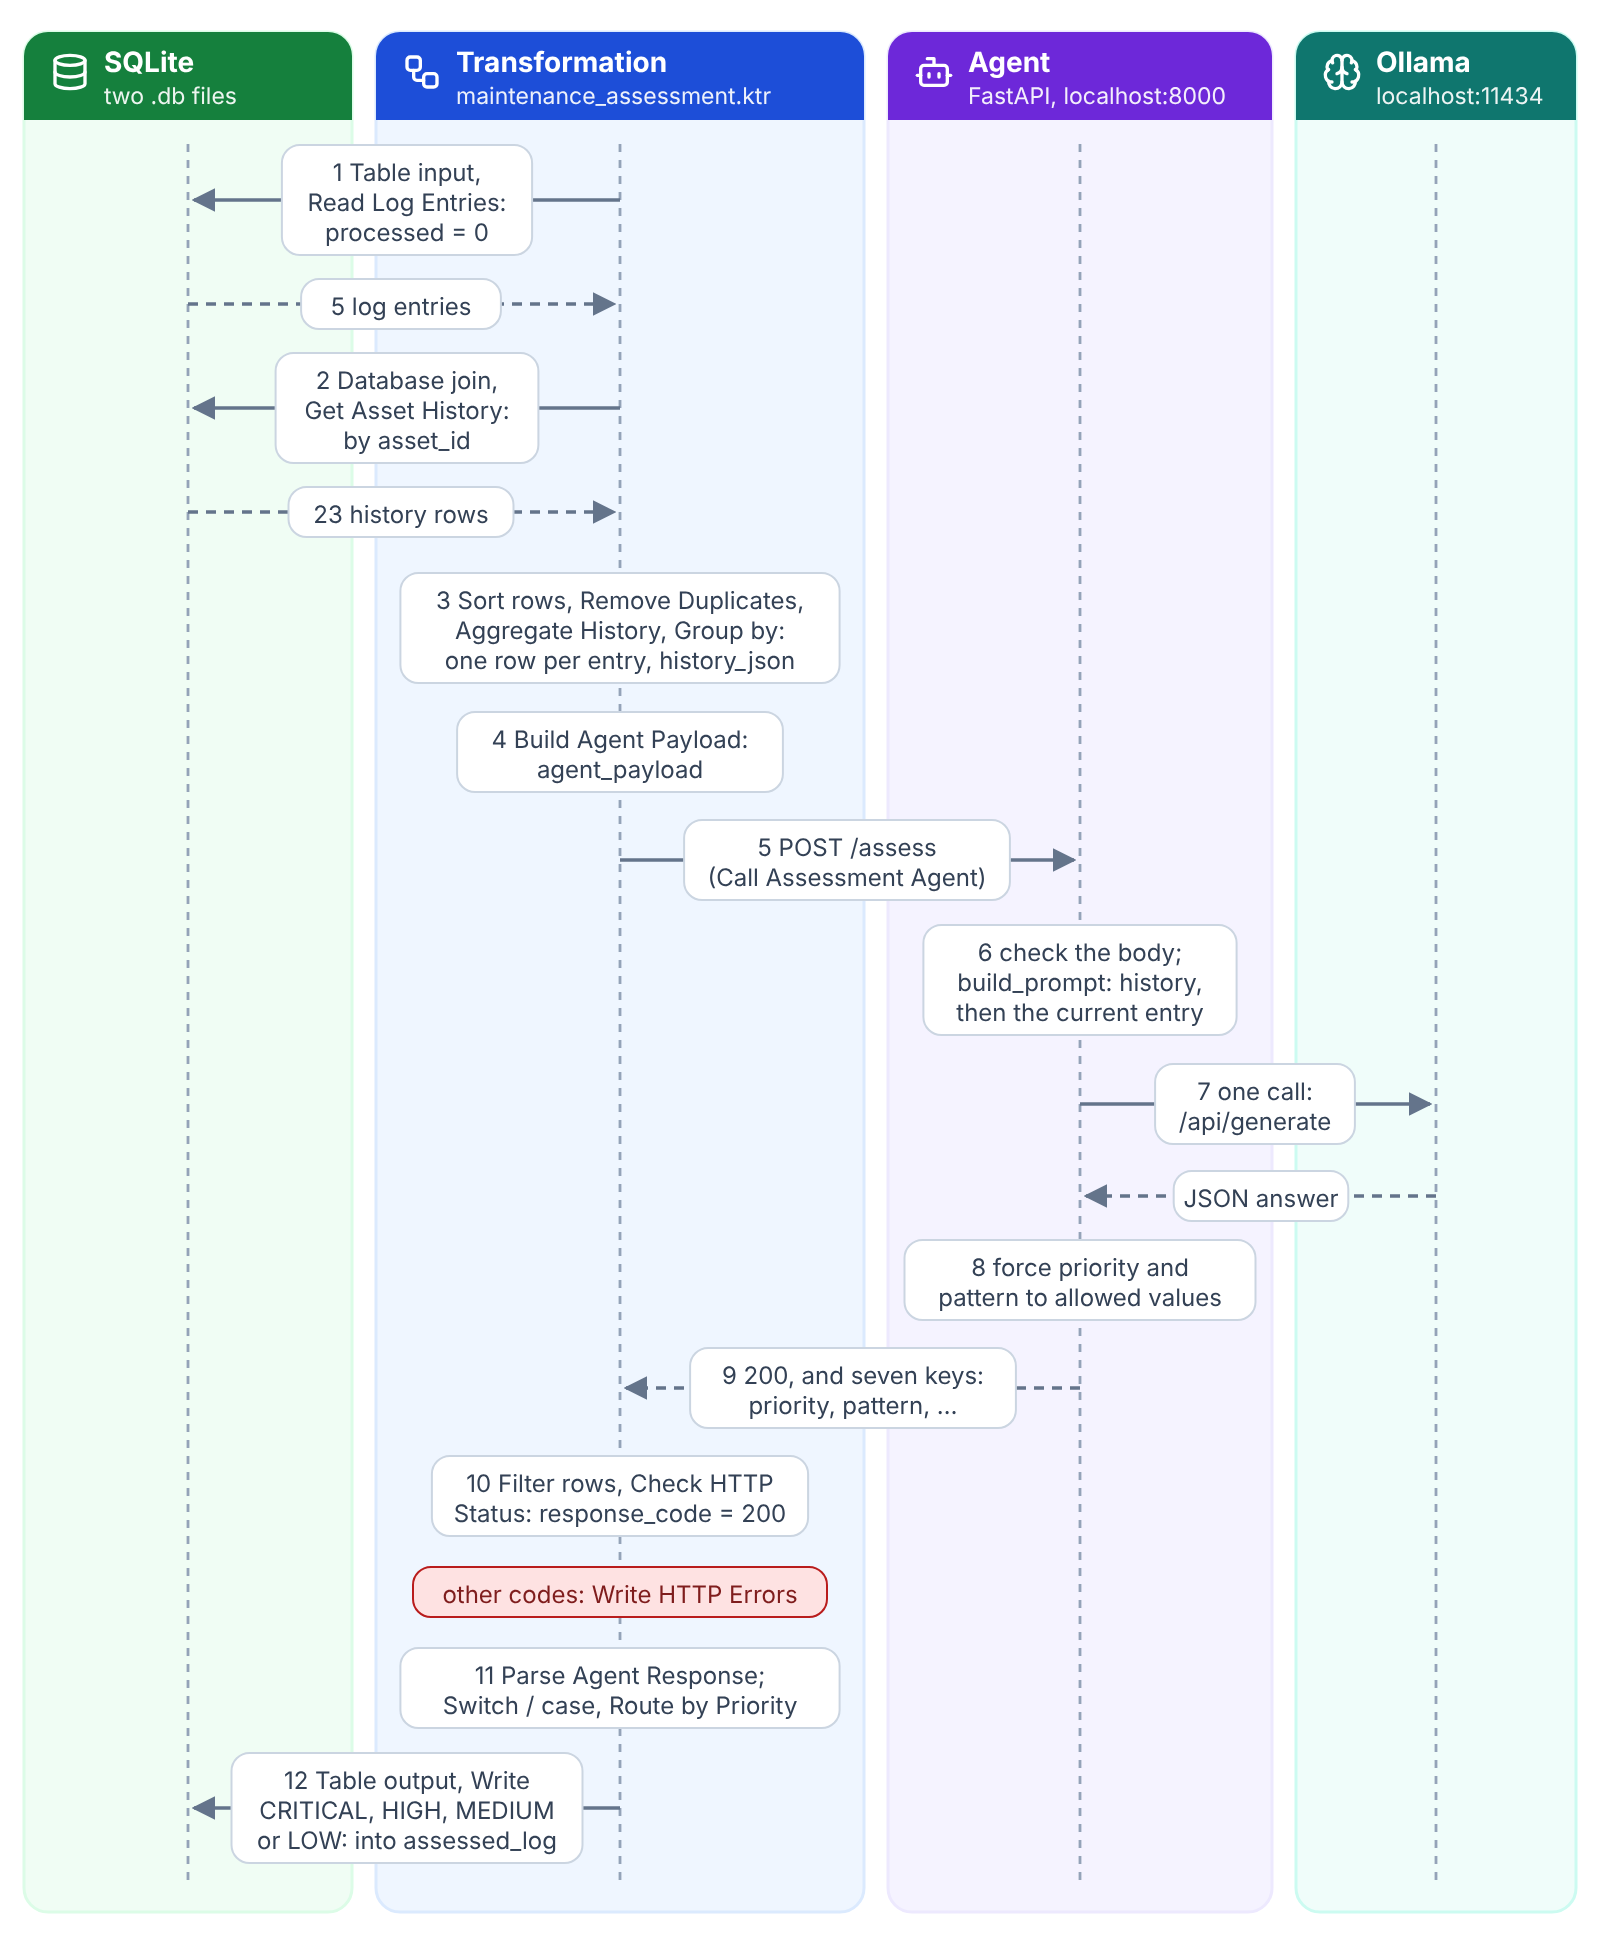 SQLite
two .db files
Transformation
maintenance_assessment.ktr
Agent
FastAPI, localhost:8000
Ollama
localhost:11434
1 Table input,
Read Log Entries:
processed = 0
5 log entries
2 Database join,
Get Asset History:
by asset_id
23 history rows
3 Sort rows, Remove Duplicates,
Aggregate History, Group by:
one row per entry, history_json
4 Build Agent Payload:
agent_payload
5 POST /assess
(Call Assessment Agent)
6 check the body;
build_prompt: history,
then the current entry
7 one call:
/api/generate
JSON answer
8 force priority and
pattern to allowed values
9 200, and seven keys:
priority, pattern, ...
10 Filter rows, Check HTTP
Status: response_code = 200
other codes: Write HTTP Errors
11 Parse Agent Response;
Switch / case, Route by Priority
12 Table output, Write
CRITICAL, HIGH, MEDIUM
or LOW: into assessed_log